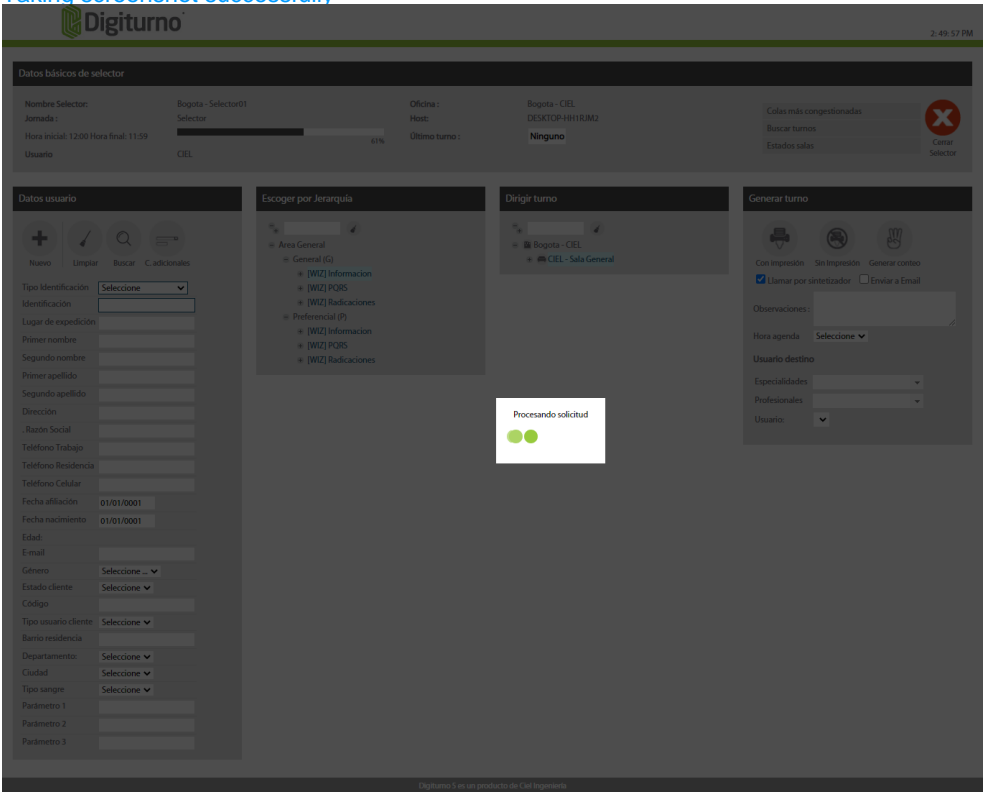 Taking screenshot successfully
Digiturno
2: 49: 57 PM
Datos básicos de selector
Nombre Selector: Bogota - Selector01 Oficina : Bogota - CIEL
Jornada : Selector Host: DESKTOP-HH1RJM2
Hora inicial: 12:00 Hora final: 11:59 61% Último turno : Ninguno
Usuario CIEL
Colas más congestionadas
Buscar turnos
Estados salas
Cerrar
Selector
Datos usuario
Nuevo Limpiar Buscar C.adicionales
Tipo Identificación Seleccione
Identificación
Lugar de expedición
Primer nombre
Segundo nombre
Primer apellido
Segundo apellido
Dirección
. Razón Social
Teléfono Trabajo
Teléfono Residencia
Teléfono Celular
Fecha afiliación 01/01/0001
Fecha nacimiento 01/01/0001
Edad:
E-mail
Género Seleccione ...
Estado cliente Seleccione
Código
Tipo usuario cliente Seleccione
Barrio residencia
Departamento: Seleccione
Ciudad Seleccione
Tipo sangre Seleccione
Parámetro 1
Parámetro 2
Parámetro 3
Escoger por Jerarquía
Area General
General (G)
[WIZ] Informacion
[WIZ] PQRS
[WIZ] Radicaciones
Preferencial (P)
[WIZ] Informacion
[WIZ] PQRS
[WIZ] Radicaciones
Dirigir turno
Bogota - CIEL
CIEL - Sala General
Procesando solicitud
Generar turno
Con Impresión Sin Impresión Generar conteo
Llamar por sintetizador Enviar a Email
Observaciones :
Hora agenda Seleccione
Usuario destino
Especialidades
Profesionales
Usuario:
Digiturno 5 es un producto de Ciel Ingeniería